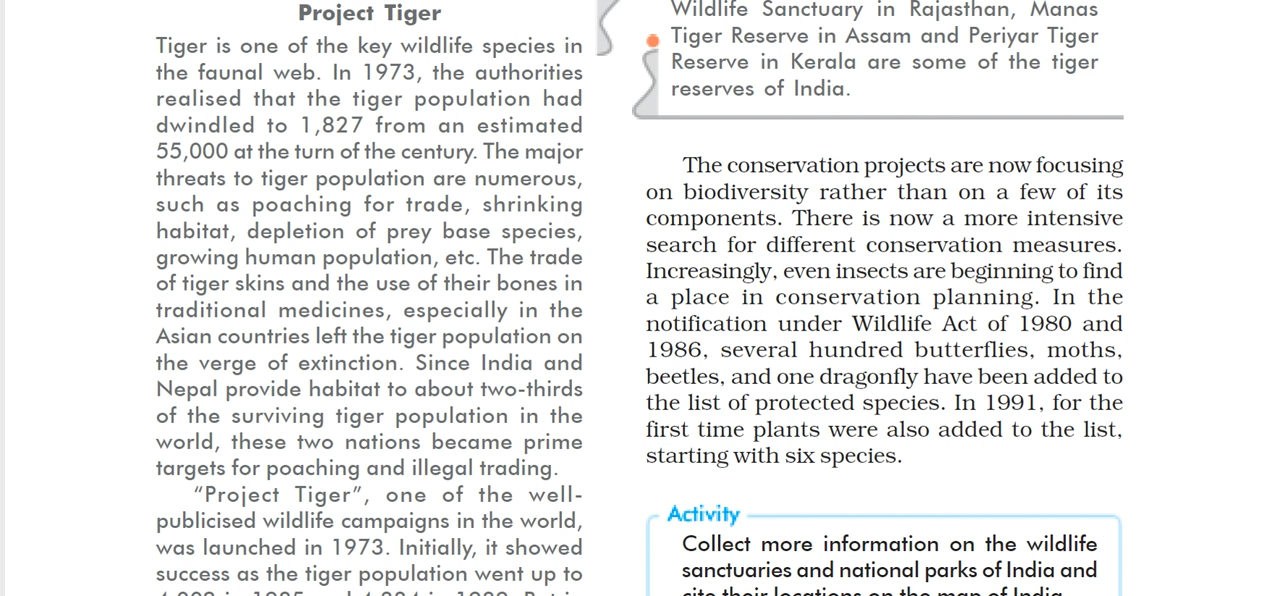 Project Tiger
Tiger is one of the key wildlife species in
the faunal web. In 1973, the authorities
realised that the tiger population had
dwindled to 1,827 from an estimated
55,000 at the turn of the century. The major
threats to tiger population are numerous,
such as poaching for trade, shrinking
habitat, depletion of prey base species,
growing human population, etc. The trade
of tiger skins and the use of their bones in
traditional medicines, especially in the
Asian countries left the tiger population on
the verge of extinction. Since India and
Nepal provide habitat to about two-thirds
of the surviving tiger population in the
world, these two nations became prime
targets for poaching and illegal trading.
“Project Tiger”, one of the well-
publicised wildlife campaigns in the world,
was launched in 1973. Initially, it showed
success as the tiger population went up to
Wildlife Sanctuary in Rajasthan, Manas
Tiger Reserve in Assam and Periyar Tiger
Reserve in Kerala are some of the tiger
reserves of India.
The conservation projects are now focusing
on biodiversity rather than on a few of its
components. There is now a more intensive
search for different conservation measures.
Increasingly, even insects are beginning to find
a place in conservation planning. In the
notification under Wildlife Act of 1980 and
1986, several hundred butterflies, moths,
beetles, and one dragonfly have been added to
the list of protected species. In 1991, for the
first time plants were also added to the list,
starting with six species.
Activity
Collect more information on the wildlife
sanctuaries and national parks of India and
cite their locations on the map of India